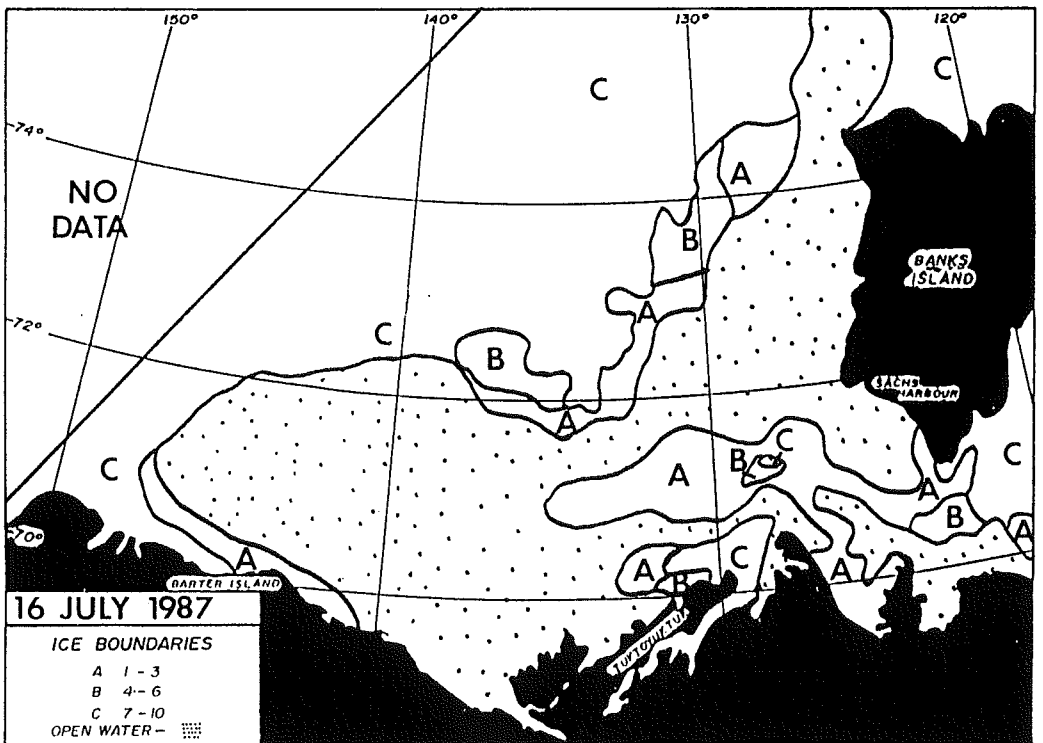 150°
140°
130°
120°
C
C
74°
NO
DATA
A
B
BANKS
ISLAND
72°
A
C
B
SACHS
HARBOUR
A
C
C
C
B
A
A
B
A
70°
A
A
C
A
B
BARTER ISLAND
TUKTOYUKTUK
16 JULY 1987
ICE BOUNDARIES
A 1 - 3
B 4 - 6
C 7 - 10
OPEN WATER -